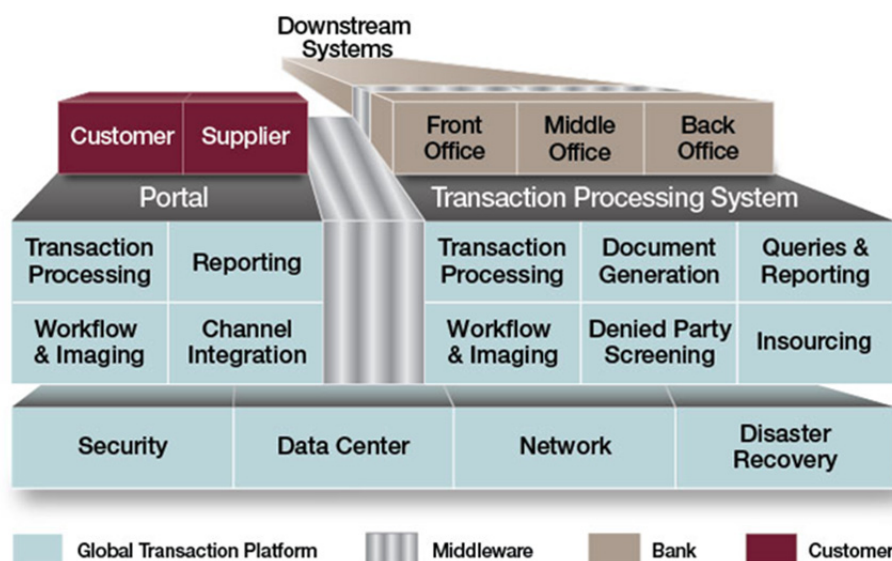 Downstream
Systems
Customer
Supplier
Front
Office
Middle
Office
Back
Office
Portal
Transaction Processing System
Transaction
Processing
Reporting
Transaction
Processing
Document
Generation
Queries &
Reporting
Workflow
& Imaging
Channel
Integration
Workflow
& Imaging
Denied Party
Screening
Insourcing
Security
Data Center
Network
Disaster
Recovery
Global Transaction Platform
Middleware
Bank
Customer